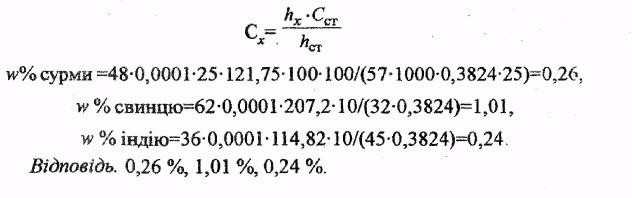 Cₓ = hₓ·Cст / hст
w% сурми =48·0,0001·25·121,75·100·100/(57·1000·0,3824·25)=0,26,
w % свинцю=62·0,0001·207,2·10/(32·0,3824)=1,01,
w % індію=36·0,0001·114,82·10/(45·0,3824)=0,24.
Відповідь. 0,26 %, 1,01 %, 0,24 %.